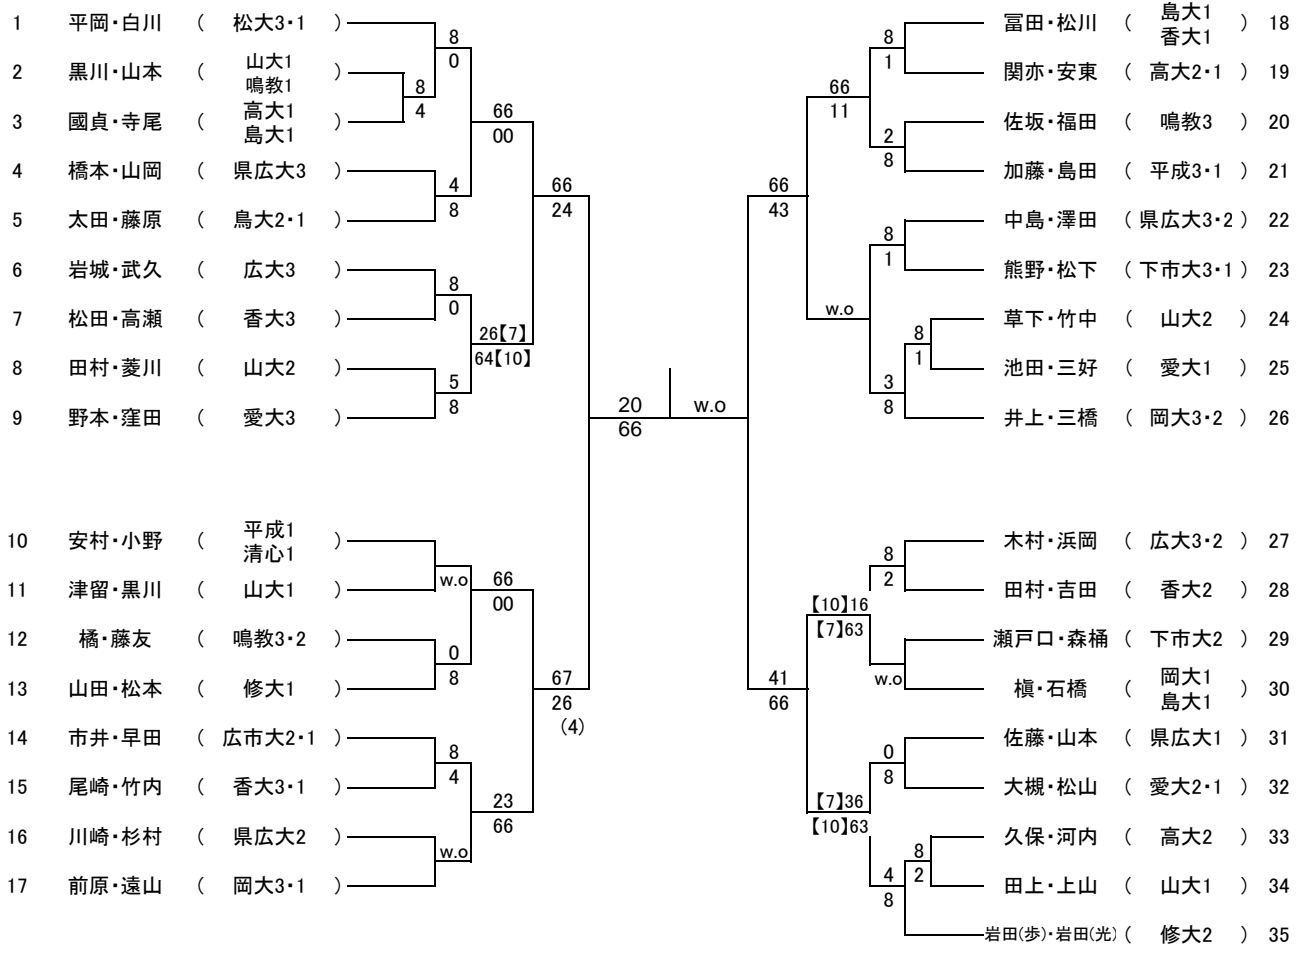 1 平岡・白川 ( 松大3・1 )
8
0
2 黒川・山本 ( 山大1 鳴教1 )
8
4
3 國貞・寺尾 ( 高大1 島大1 )
66
00
4 橋本・山岡 ( 県広大3 )
4
8
5 太田・藤原 ( 鳥大2・1 )
66
24
6 岩城・武久 ( 広大3 )
8
0
7 松田・高瀬 ( 香大3 )
26【7】
64【10】
8 田村・菱川 ( 山大2 )
5
8
9 野本・窪田 ( 愛大3 )
20
66
w.o
10 安村・小野 ( 平成1 清心1 )
w.o
11 津留・黒川 ( 山大1 )
66
00
12 橘・藤友 ( 鳴教3・2 )
0
8
13 山田・松本 ( 修大1 )
67
26
(4)
14 市井・早田 ( 広市大2・1 )
8
4
15 尾崎・竹内 ( 香大3・1 )
23
66
16 川崎・杉村 ( 県広大2 )
w.o
17 前原・遠山 ( 岡大3・1 )
冨田・松川 ( 島大1 香大1 ) 18
8
1
関亦・安東 ( 高大2・1 ) 19
66
11
佐坂・福田 ( 鳴教3 ) 20
2
8
加藤・島田 ( 平成3・1 ) 21
66
43
中島・澤田 ( 県広大3・2 ) 22
8
1
熊野・松下 ( 下市大3・1 ) 23
w.o
草下・竹中 ( 山大2 ) 24
8
1
池田・三好 ( 愛大1 ) 25
3
8
井上・三橋 ( 岡大3・2 ) 26
木村・浜岡 ( 広大3・2 ) 27
8
2
田村・吉田 ( 香大2 ) 28
【10】16
【7】63
瀬戸口・森桶 ( 下市大2 ) 29
w.o
槇・石橋 ( 岡大1 島大1 ) 30
41
66
佐藤・山本 ( 県広大1 ) 31
0
8
大槻・松山 ( 愛大2・1 ) 32
【7】36
【10】63
久保・河内 ( 高大2 ) 33
8
2
田上・上山 ( 山大1 ) 34
4
8
岩田(歩)・岩田(光) ( 修大2 ) 35